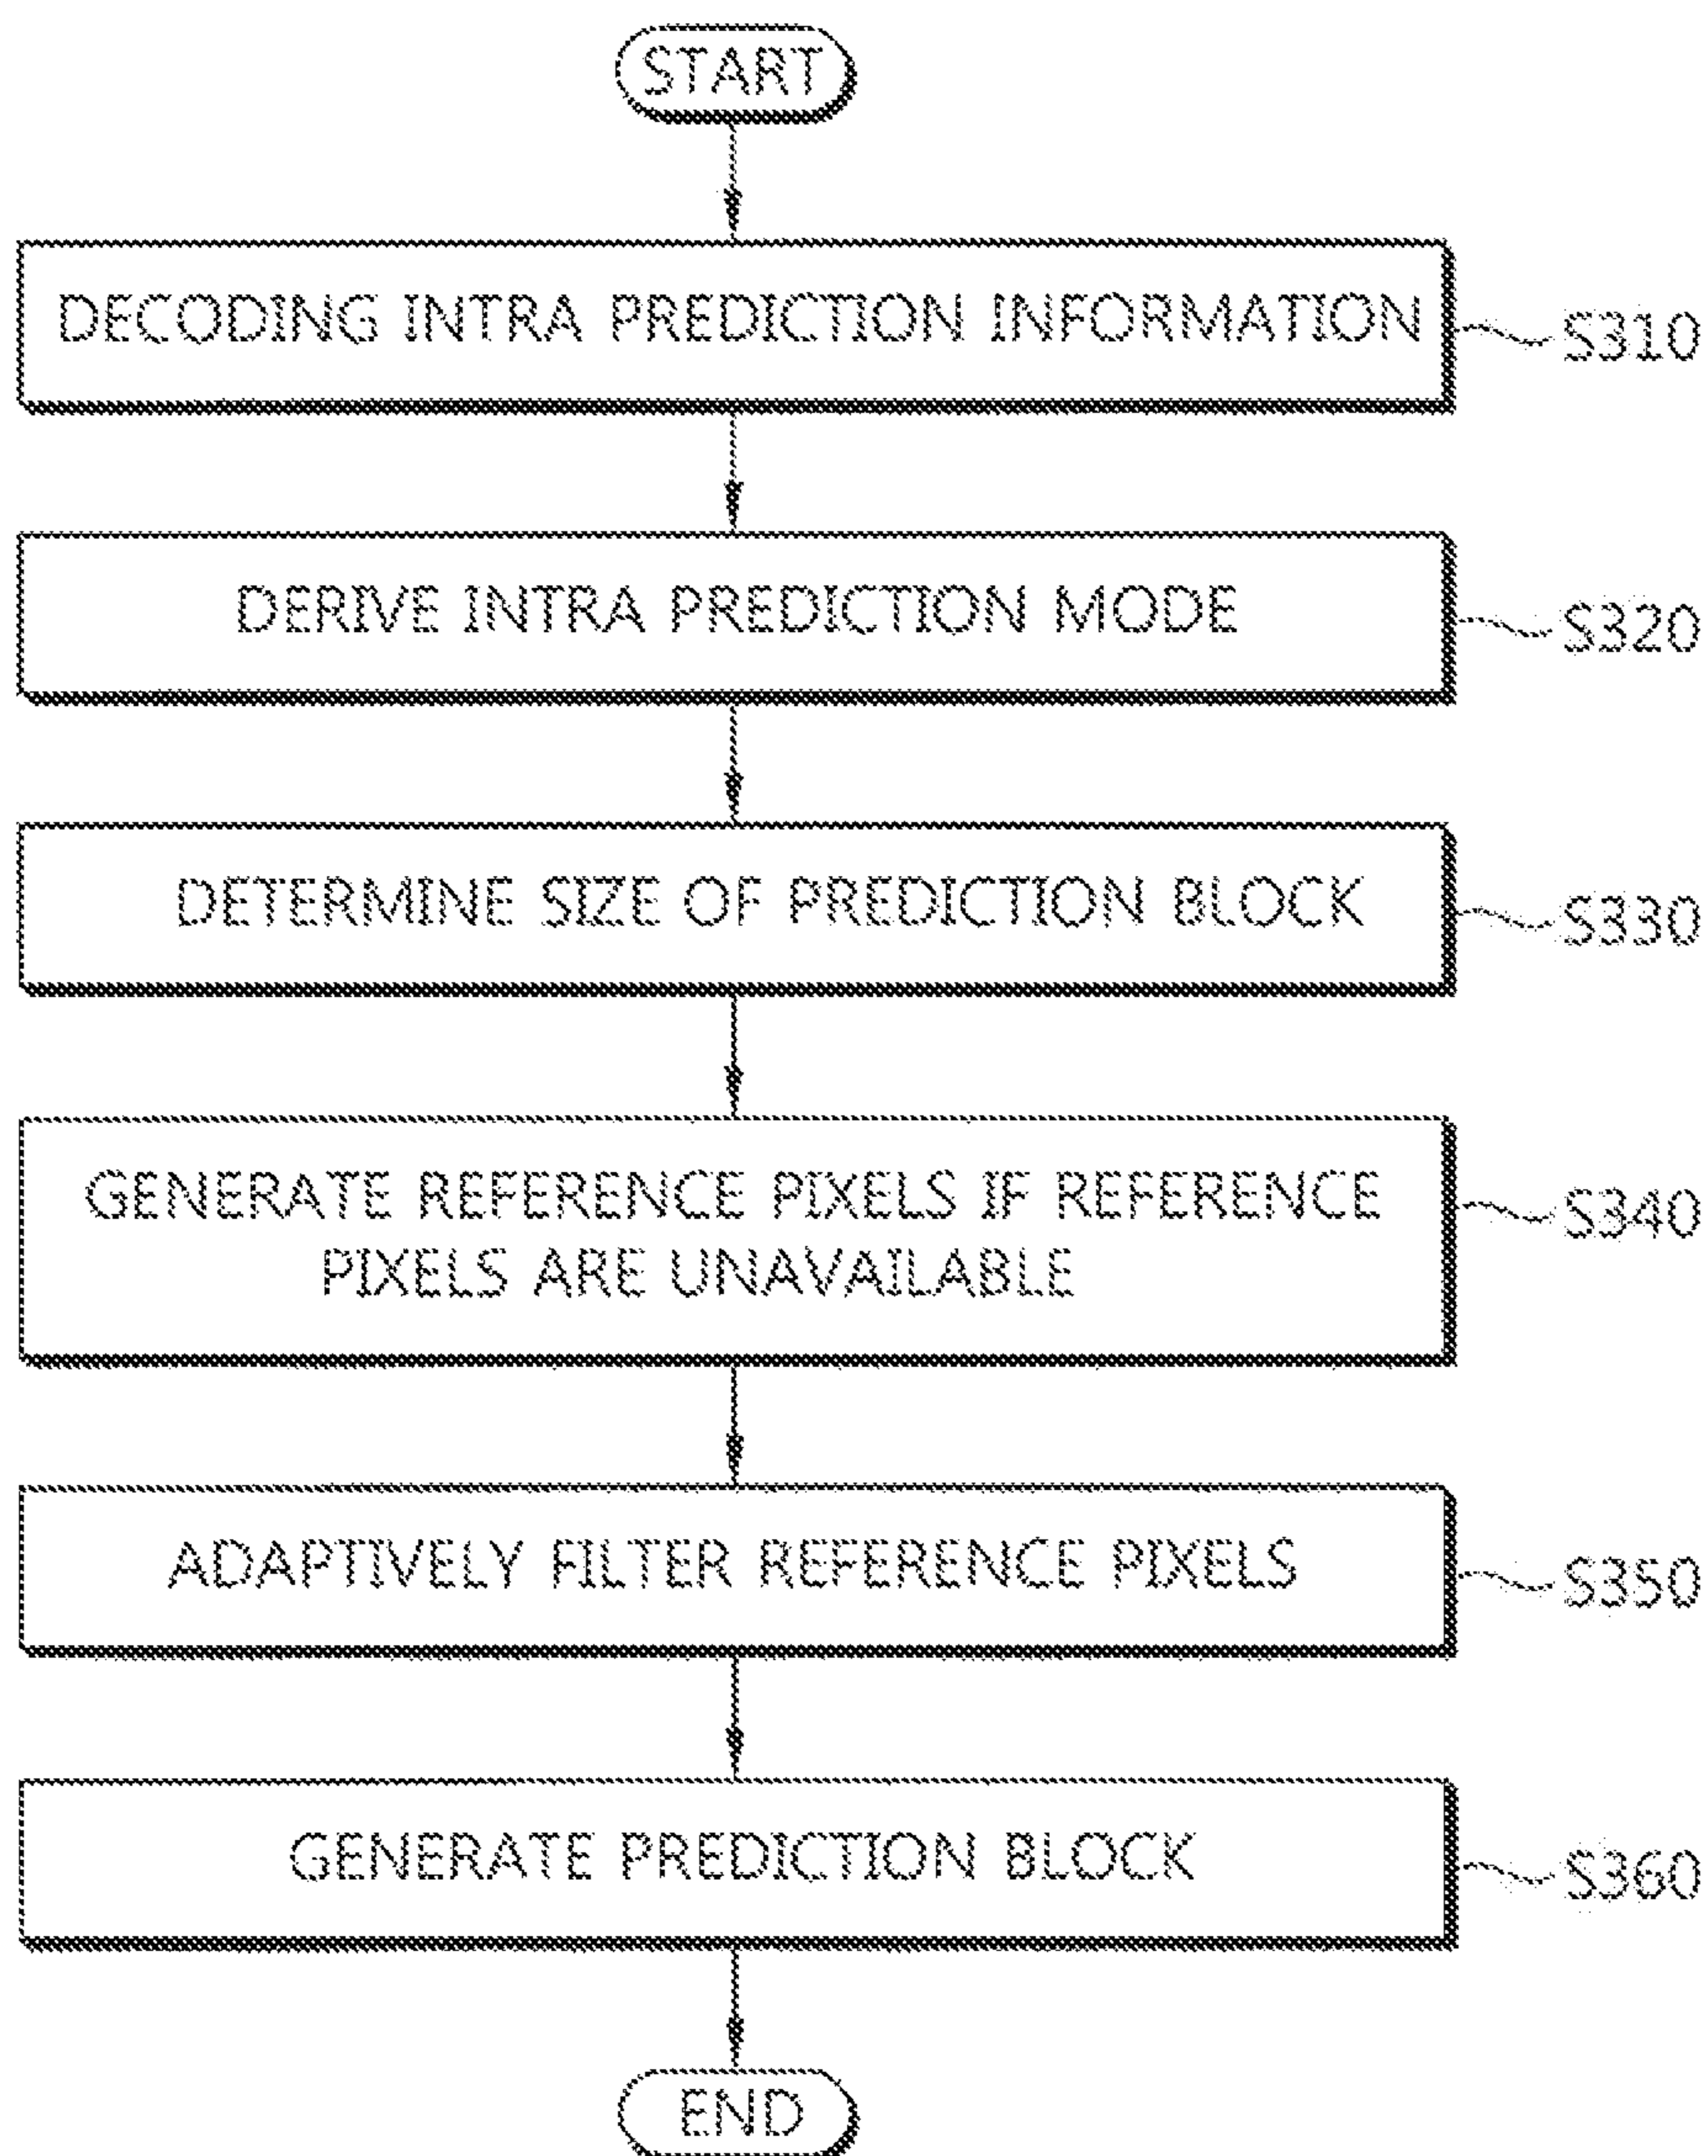 START
DECODING INTRA PREDICTION INFORMATION
S310
DERIVE INTRA PREDICTION MODE
S320
DETERMINE SIZE OF PREDICTION BLOCK
S330
GENERATE REFERENCE PIXELS IF REFERENCE
PIXELS ARE UNAVAILABLE
S340
ADAPTIVELY FILTER REFERENCE PIXELS
S350
GENERATE PREDICTION BLOCK
S360
END